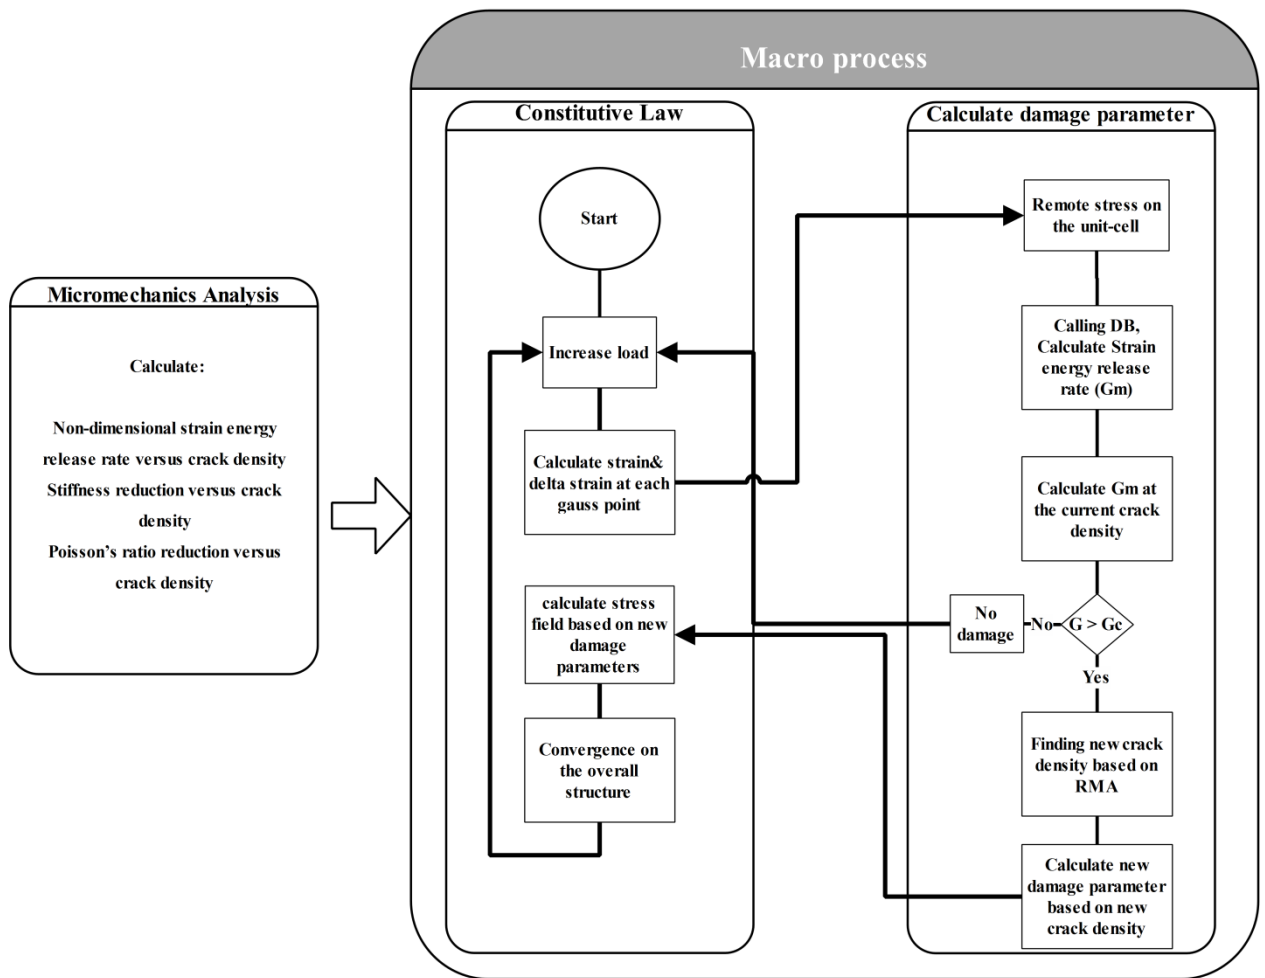 Macro process
Micromechanics Analysis
Calculate:
Non-dimensional strain energy
release rate versus crack density
Stiffness reduction versus crack
density
Poisson's ratio reduction versus
crack density
Constitutive Law
Start
Increase load
Calculate strain&
delta strain at each
gauss point
calculate stress
field based on new
damage
parameters
Convergence on
the overall
structure
Calculate damage parameter
Remote stress on
the unit-cell
Calling DB,
Calculate Strain
energy release
rate (Gm)
Calculate Gm at
the current crack
density
G > Gc
No
No
damage
Yes
Finding new crack
density based on
RMA
Calculate new
damage parameter
based on new
crack density